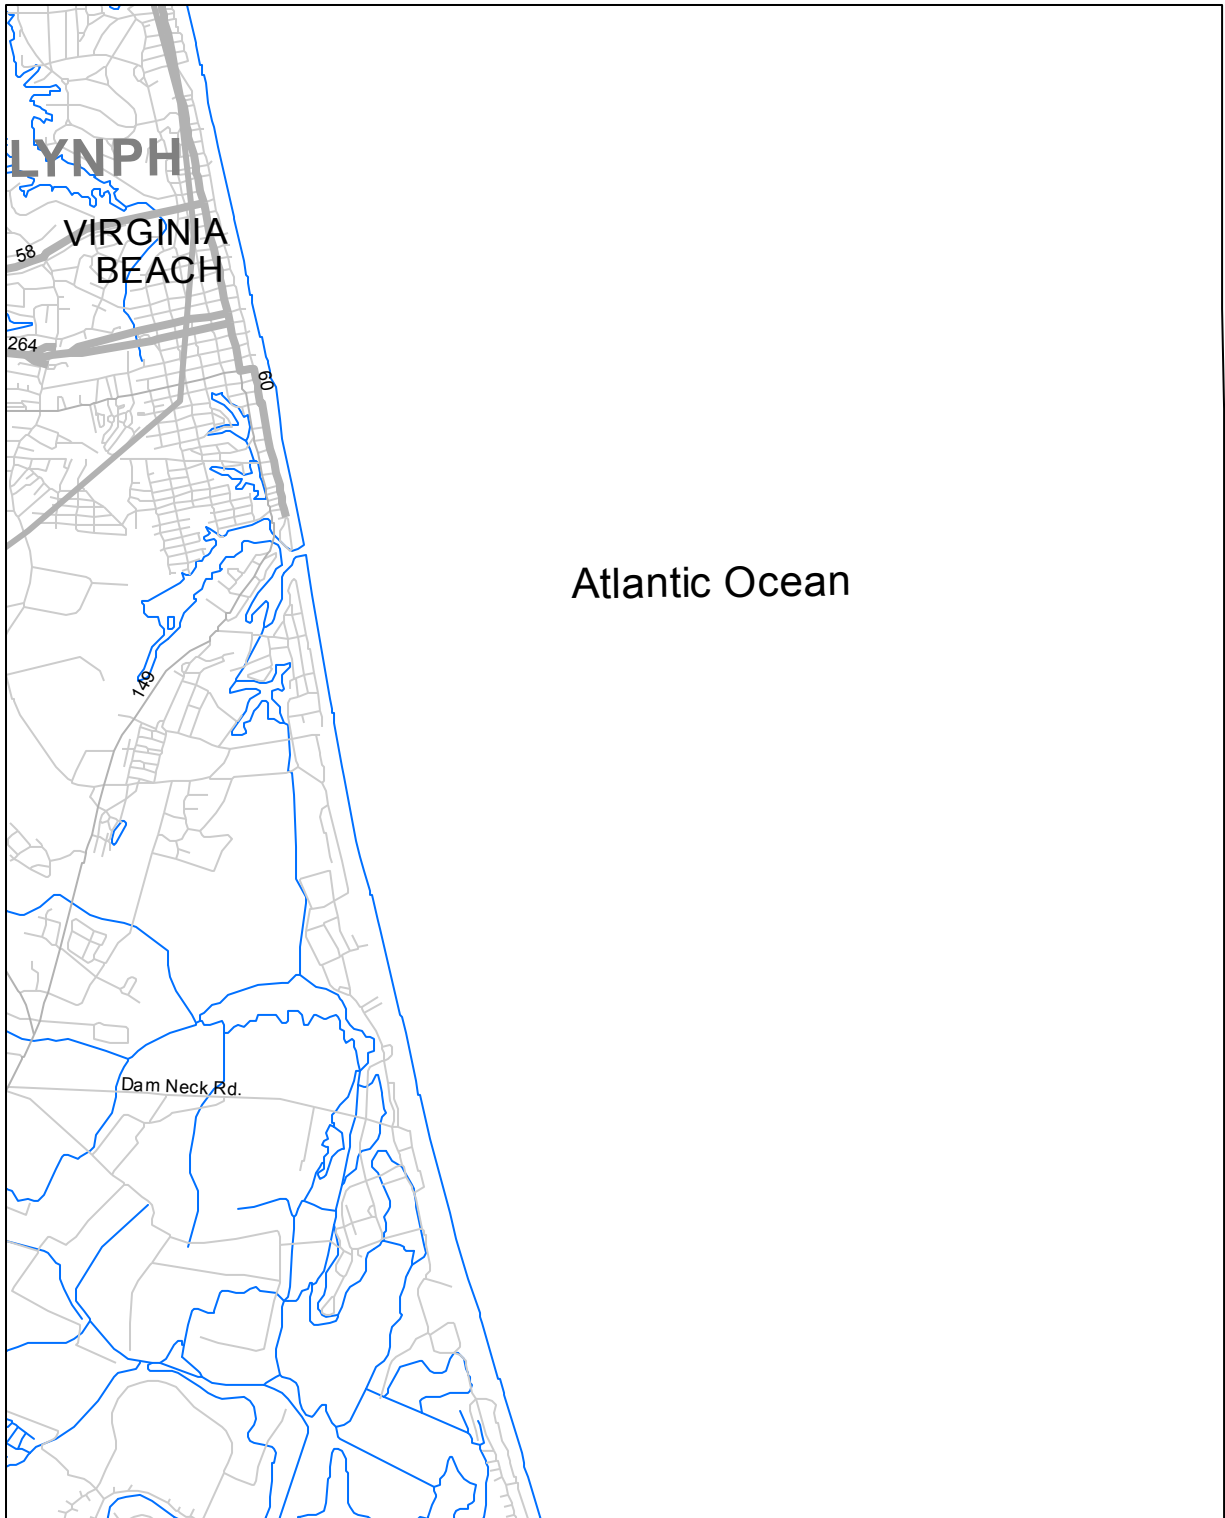 LYNPH
VIRGINIA
BEACH
58
264
60
Atlantic Ocean
149
Dam Neck Rd.